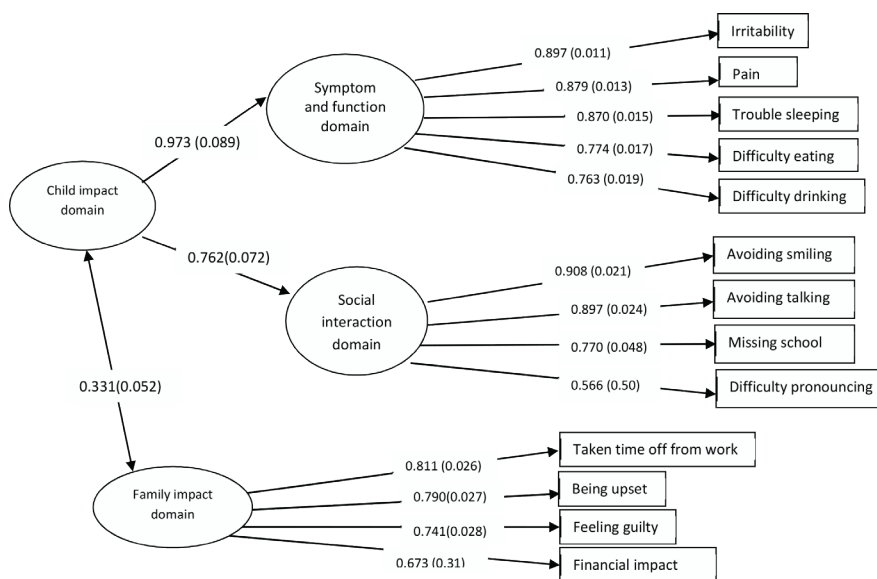 Irritability
0.897 (0.011)
Pain
0.879 (0.013)
Symptom
and function
domain
0.870 (0.015)
Trouble sleeping
0.973 (0.089)
0.774 (0.017)
Difficulty eating
0.763 (0.019)
Difficulty drinking
Child impact
domain
0.762(0.072)
Avoiding smiling
0.908 (0.021)
Social
interaction
domain
0.897 (0.024)
Avoiding talking
0.770 (0.048)
Missing school
0.566 (0.50)
Difficulty pronouncing
0.331(0.052)
Taken time off from work
0.811 (0.026)
Family impact
domain
0.790(0.027)
Being upset
0.741(0.028)
Feeling guilty
0.673 (0.31)
Financial impact